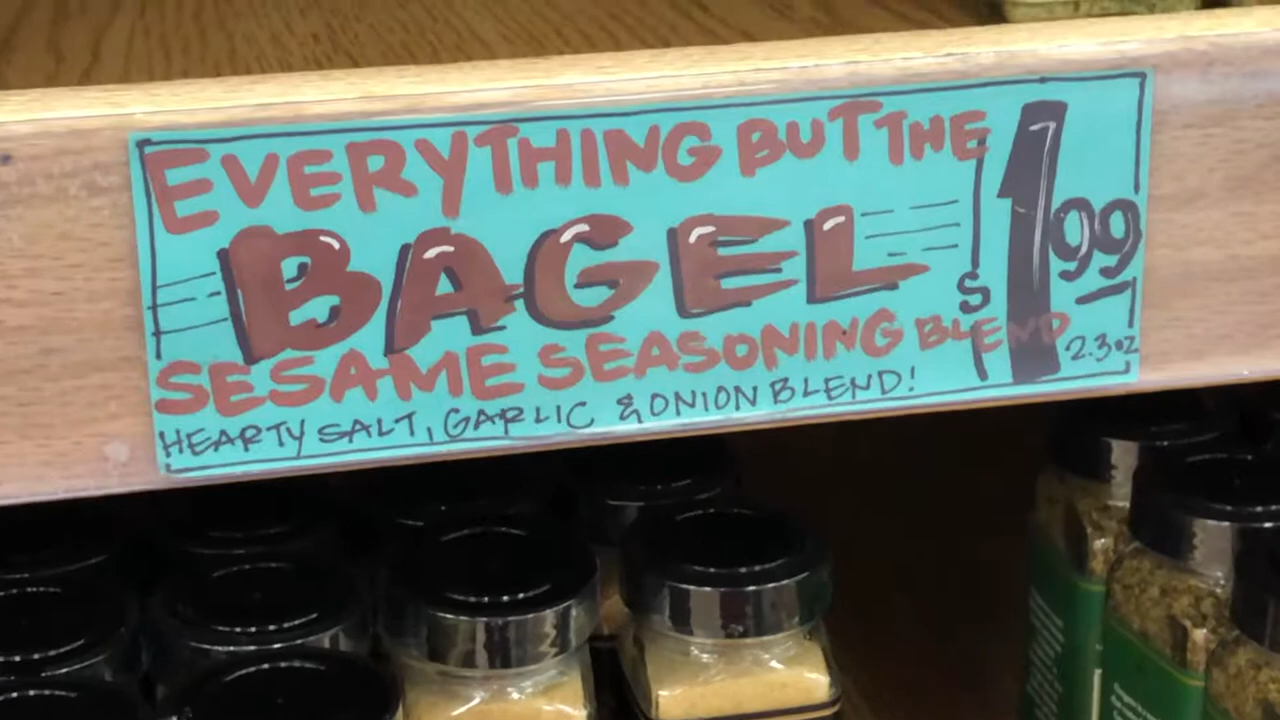 EVERYTHING BUT THE
BAGEL
SESAME SEASONING BLEND
HEARTY SALT, GARLIC & ONION BLEND!
$1.99
2.3 oz